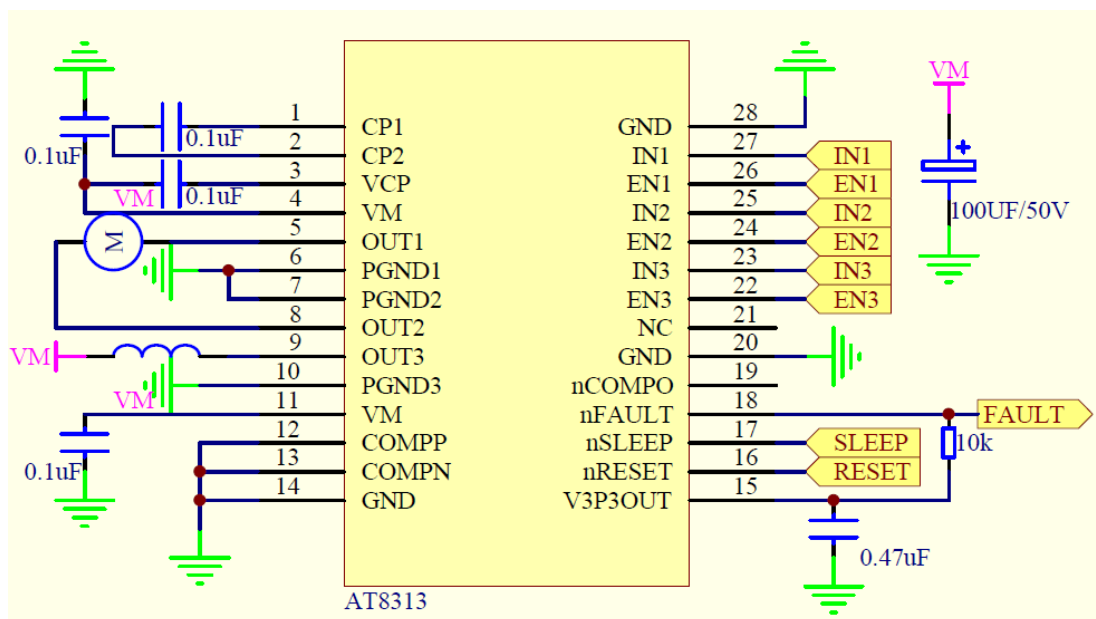 VM
0.1uF
0.1uF
0.1uF
VM
M
VM
VM
0.1uF
1 CP1
2 CP2
3 VCP
4 VM
5 OUT1
6 PGND1
7 PGND2
8 OUT2
9 OUT3
10 PGND3
11 VM
12 COMPP
13 COMPN
14 GND
GND 28
IN1 27 IN1
EN1 26 EN1
IN2 25 IN2
EN2 24 EN2
IN3 23 IN3
EN3 22 EN3
NC 21
GND 20
nCOMPO 19
nFAULT 18 FAULT
nSLEEP 17 SLEEP
nRESET 16 RESET
V3P3OUT 15
+
100UF/50V
10k
0.47uF
AT8313